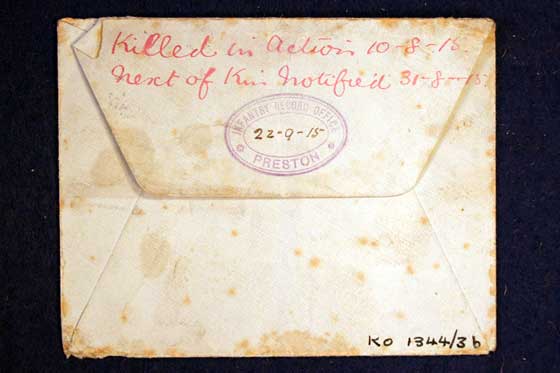 Killed in Action 10-8-15.
Next of Kin Notified 31-8-15
INFANTRY RECORD OFFICE
22-9-15
PRESTON
KO 1344/36